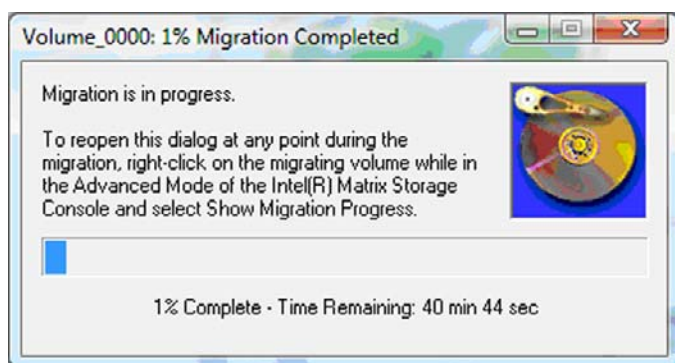 Volume_0000: 1% Migration Completed
Migration is in progress.
To reopen this dialog at any point during the
migration, right-click on the migrating volume while in
the Advanced Mode of the Intel(R) Matrix Storage
Console and select Show Migration Progress.
1% Complete - Time Remaining: 40 min 44 sec